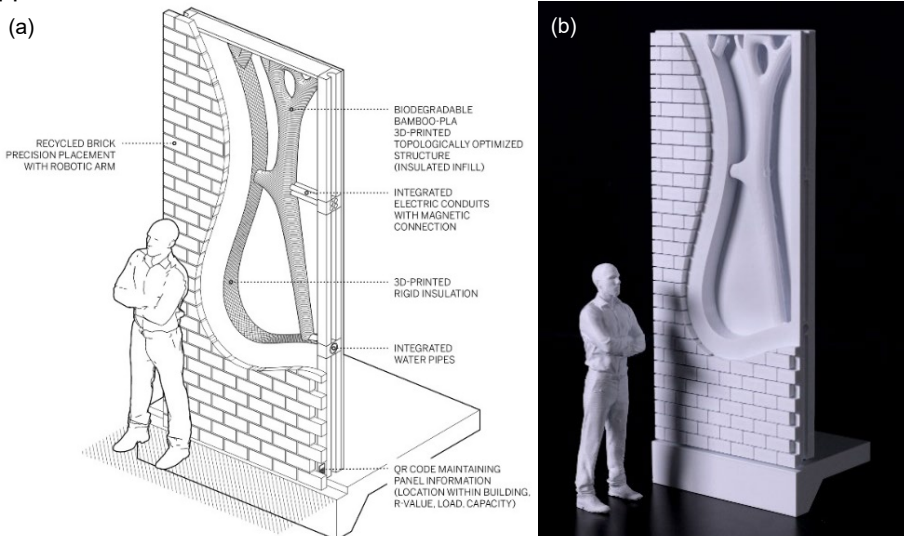 (a)
(b)
RECYCLED BRICK
PRECISION PLACEMENT
WITH ROBOTIC ARM
BIODEGRADABLE
BAMBOO-PLA
3D-PRINTED
TOPOLOGICALLY OPTIMIZED
STRUCTURE
(INSULATED INFILL)
INTEGRATED
ELECTRIC CONDUITS
WITH MAGNETIC
CONNECTION
3D-PRINTED
RIGID INSULATION
INTEGRATED
WATER PIPES
QR CODE MAINTAINING
PANEL INFORMATION
(LOCATION WITHIN BUILDING,
R-VALUE, LOAD, CAPACITY)